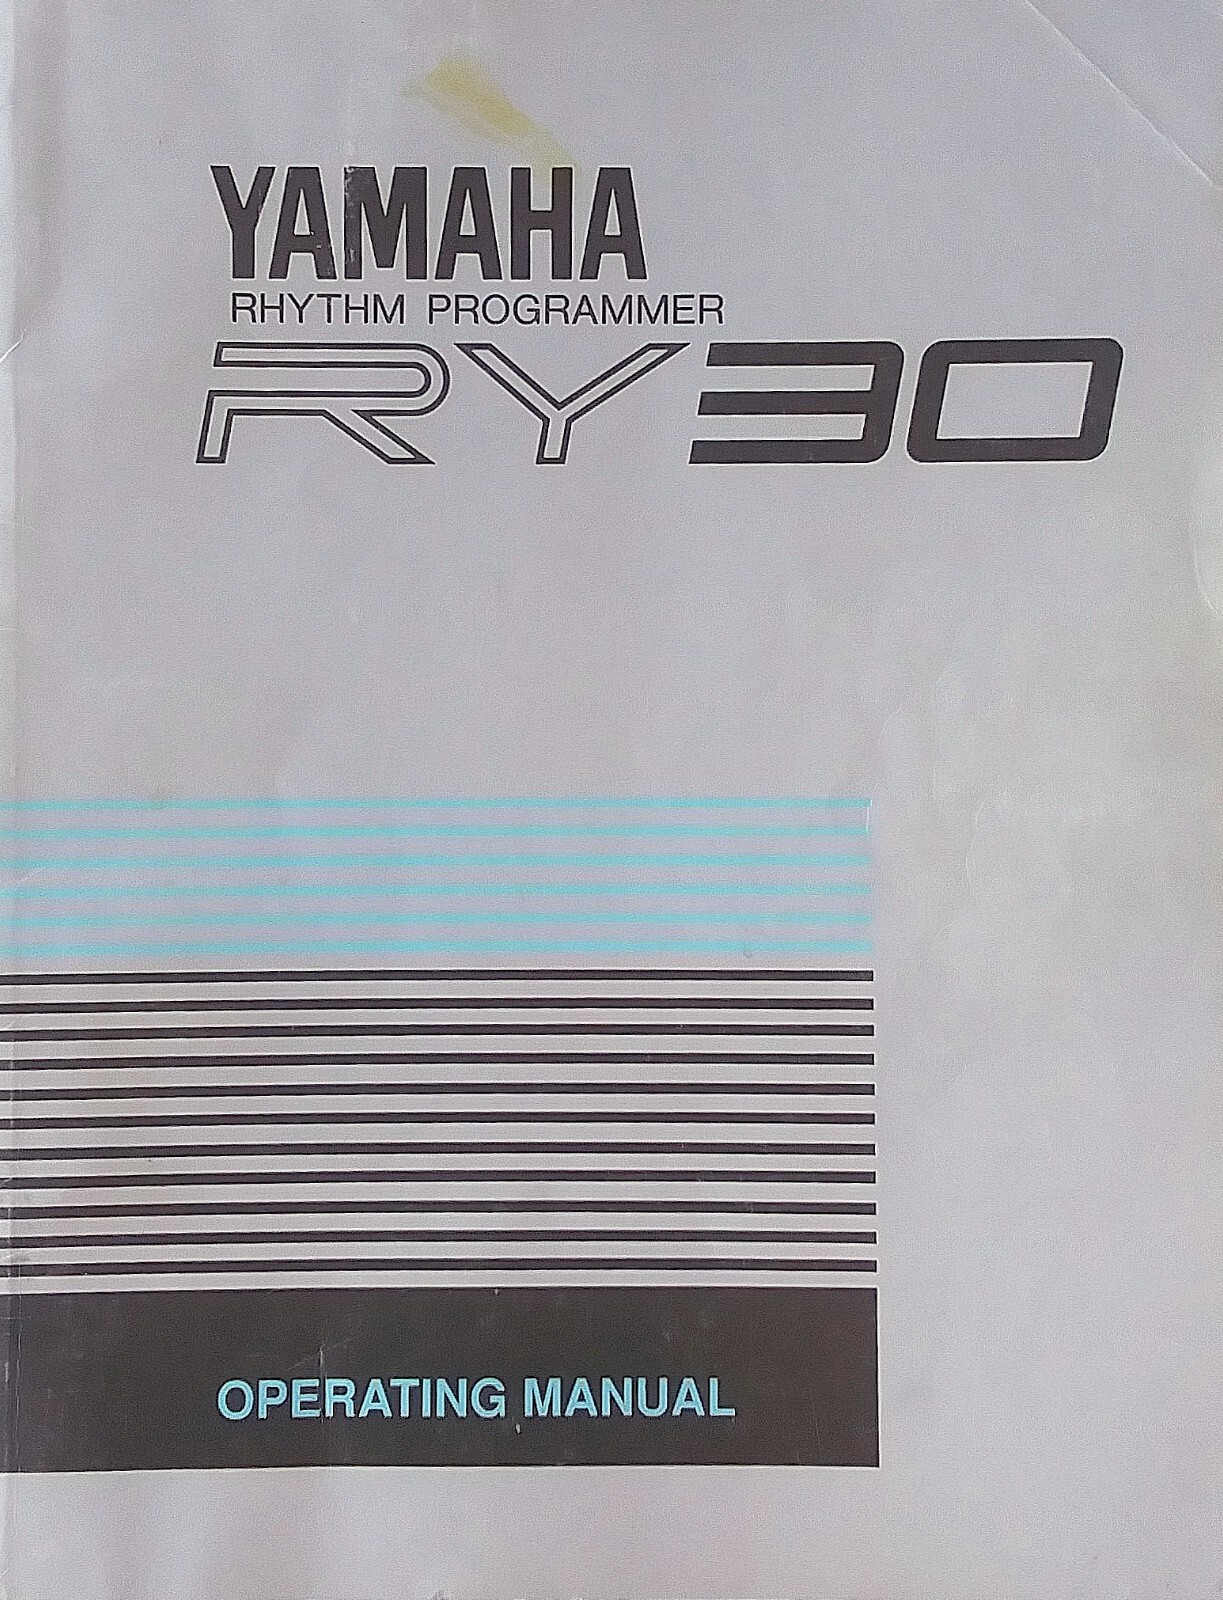 YAMAHA
RHYTHM PROGRAMMER
RY30
OPERATING MANUAL